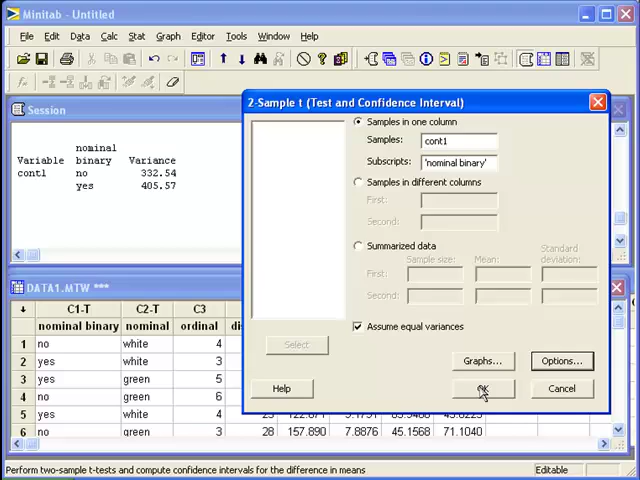 Minitab - Untitled
File Edit Data Calc Stat Graph Editor Tools Window Help
Session
nominal
Variable binary Variance
cont1 no 332.54
yes 405.57
2-Sample t (Test and Confidence Interval)
Samples in one column
Samples: cont1
Subscripts: 'nominal binary'
Samples in different columns
First:
Second:
Summarized data
Sample size: Mean: Standard deviation:
First:
Second:
Assume equal variances
Select
Graphs... Options...
Help OK Cancel
DATA1.MTW ***
C1-T C2-T C3
nominal binary nominal ordinal
1 no white 4
2 yes white 3
3 yes green 5
4 no green 6
5 yes white 4
6 no green 3 28 157.890 7.8876 45.1568 71.1040
Perform two-sample t-tests and compute confidence intervals for the difference in means Editable